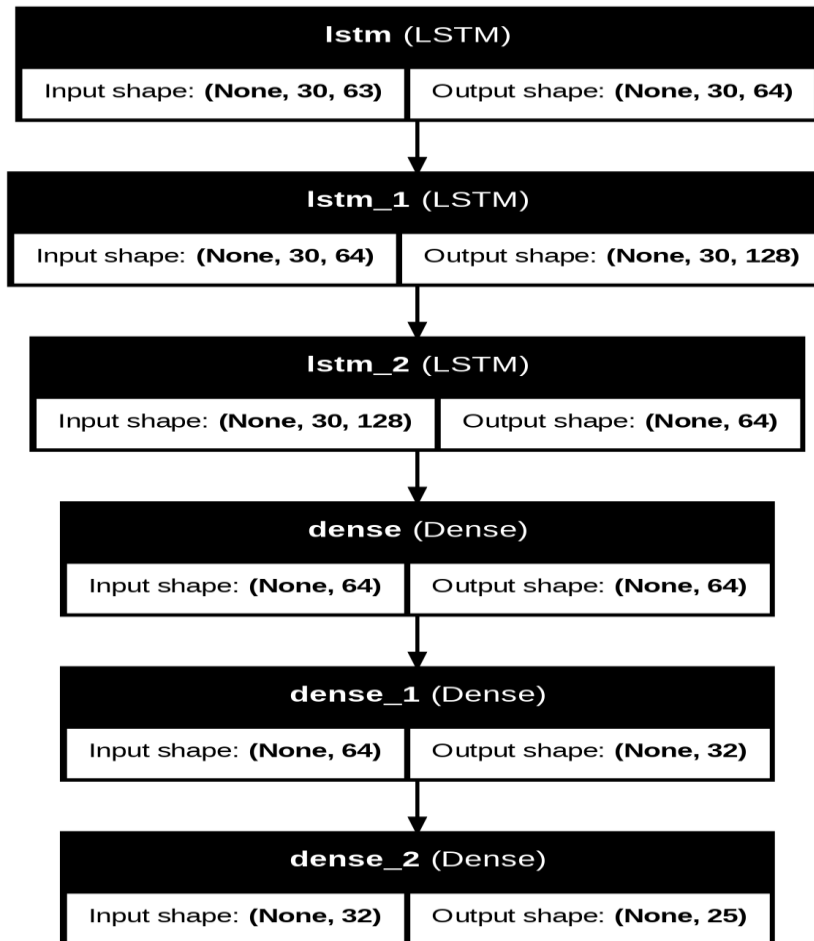 lstm (LSTM)
Input shape: (None, 30, 63) Output shape: (None, 30, 64)
lstm_1 (LSTM)
Input shape: (None, 30, 64) Output shape: (None, 30, 128)
lstm_2 (LSTM)
Input shape: (None, 30, 128) Output shape: (None, 64)
dense (Dense)
Input shape: (None, 64) Output shape: (None, 64)
dense_1 (Dense)
Input shape: (None, 64) Output shape: (None, 32)
dense_2 (Dense)
Input shape: (None, 32) Output shape: (None, 25)